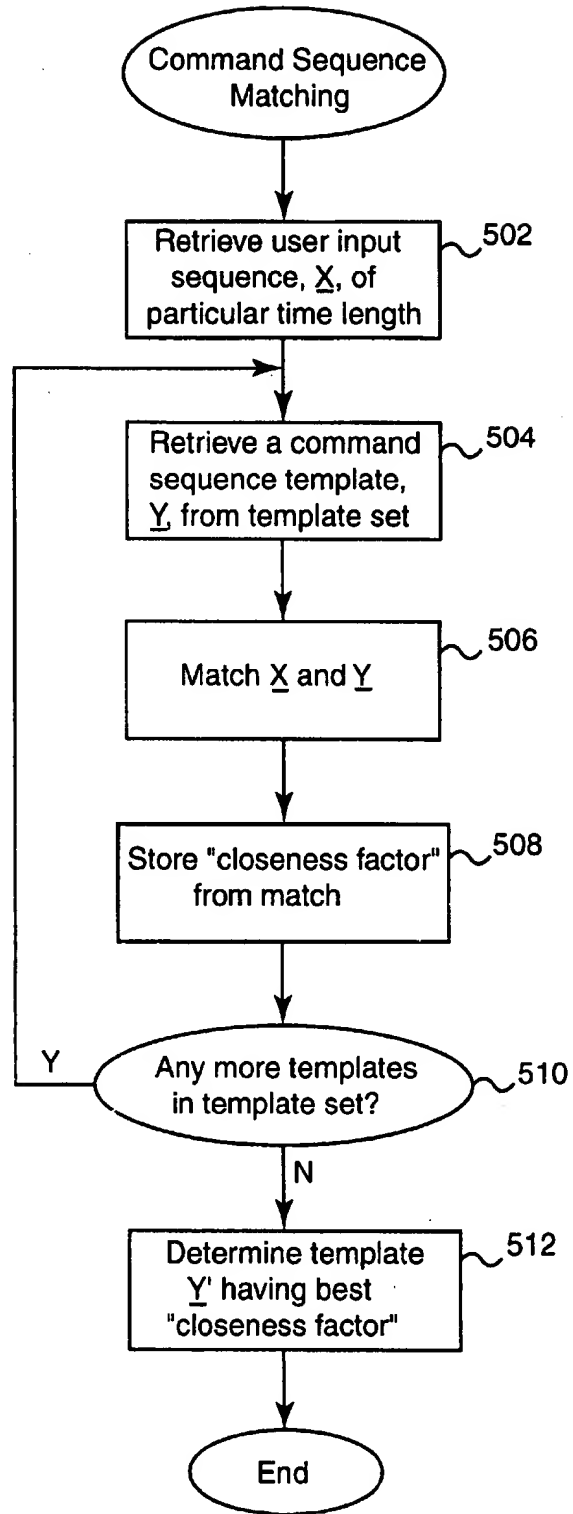 Command Sequence
Matching
502
Retrieve user input
sequence, X, of
particular time length
504
Retrieve a command
sequence template,
Y, from template set
506
Match X and Y
508
Store "closeness factor"
from match
Y
Any more templates
in template set?
510
N
512
Determine template
Y' having best
"closeness factor"
End